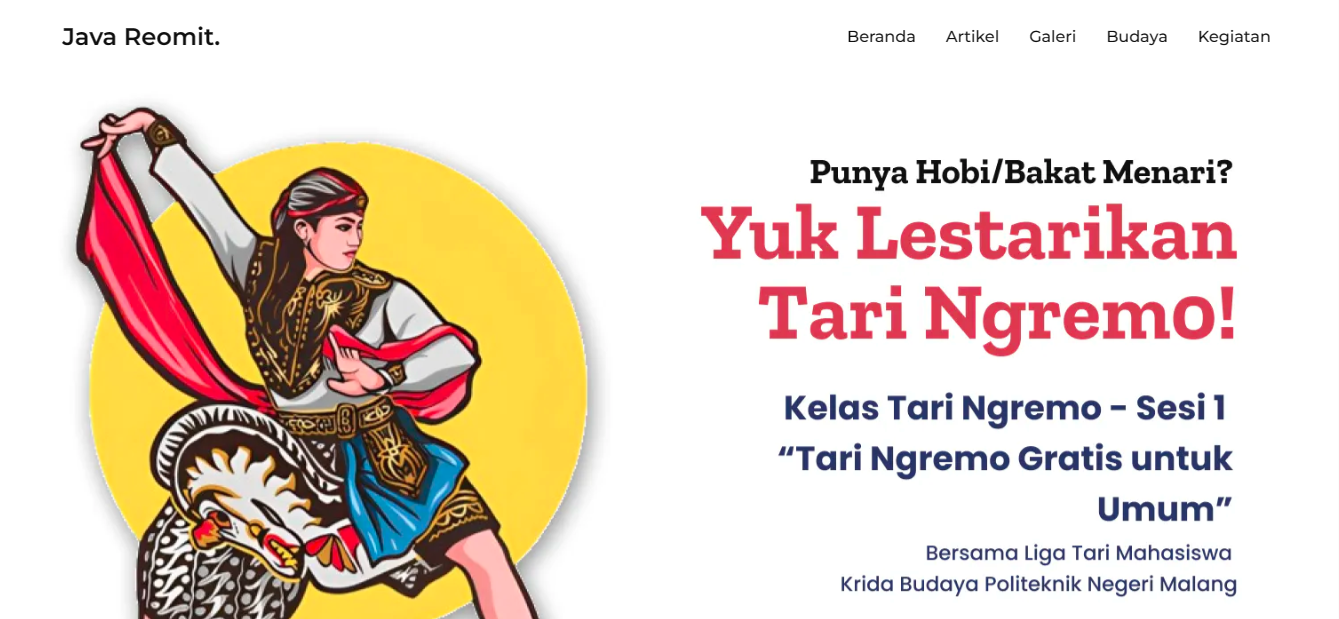 Java Reomit.
Beranda Artikel Galeri Budaya Kegiatan
Punya Hobi/Bakat Menari?
Yuk Lestarikan
Tari Ngremo!
Kelas Tari Ngremo - Sesi 1
“Tari Ngremo Gratis untuk
Umum”
Bersama Liga Tari Mahasiswa
Krida Budaya Politeknik Negeri Malang